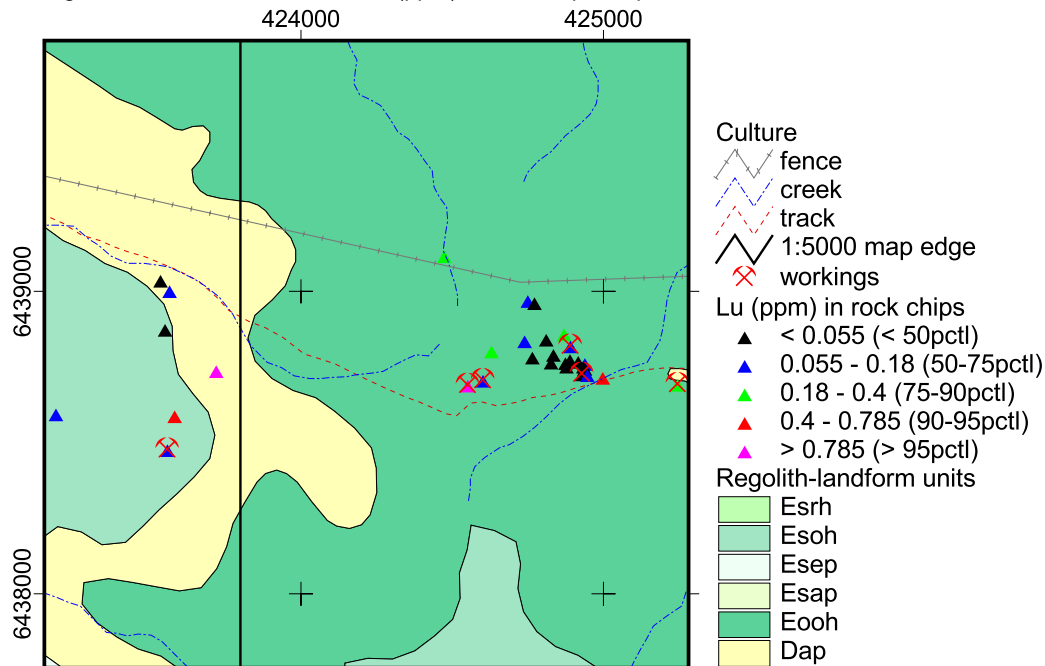 424000 425000
6439000
6438000
Culture
fence
creek
track
1:5000 map edge
workings
Lu (ppm) in rock chips
< 0.055 (< 50pctl)
0.055 - 0.18 (50-75pctl)
0.18 - 0.4 (75-90pctl)
0.4 - 0.785 (90-95pctl)
> 0.785 (> 95pctl)
Regolith-landform units
Esrh
Esoh
Esep
Esap
Eooh
Dap